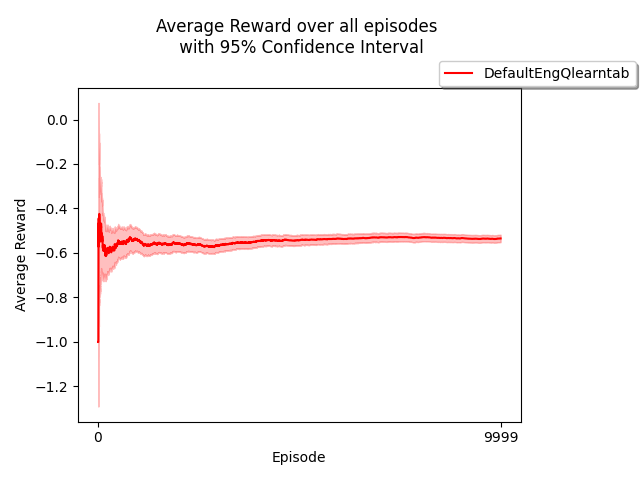 Average Reward over all episodes
with 95% Confidence Interval
DefaultEngQlearntab
0.0
−0.2
−0.4
−0.6
−0.8
−1.0
−1.2
Average Reward
0 9999
Episode